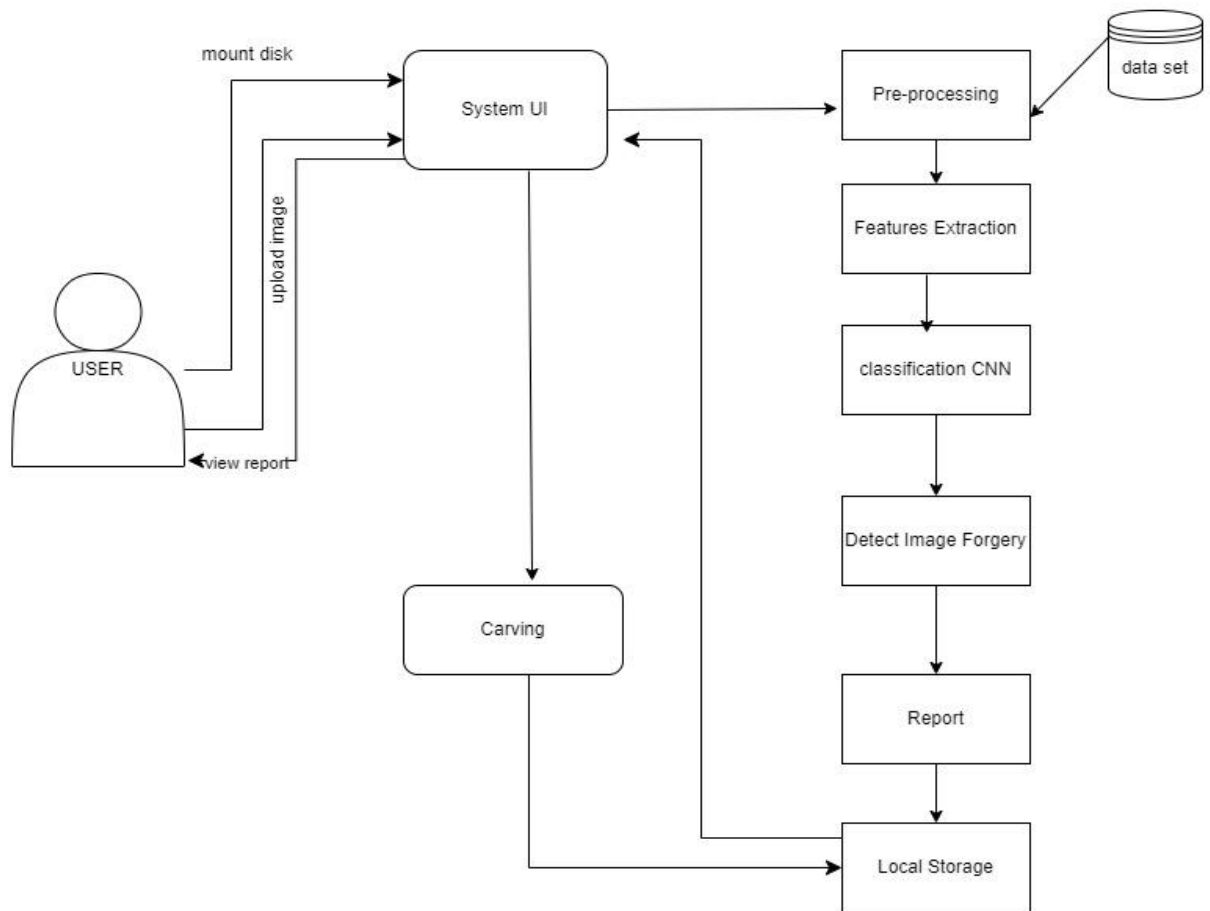 mount disk
System UI
Pre-processing
data set
upload image
Features Extraction
USER
classification CNN
view report
Detect Image Forgery
Carving
Report
Local Storage